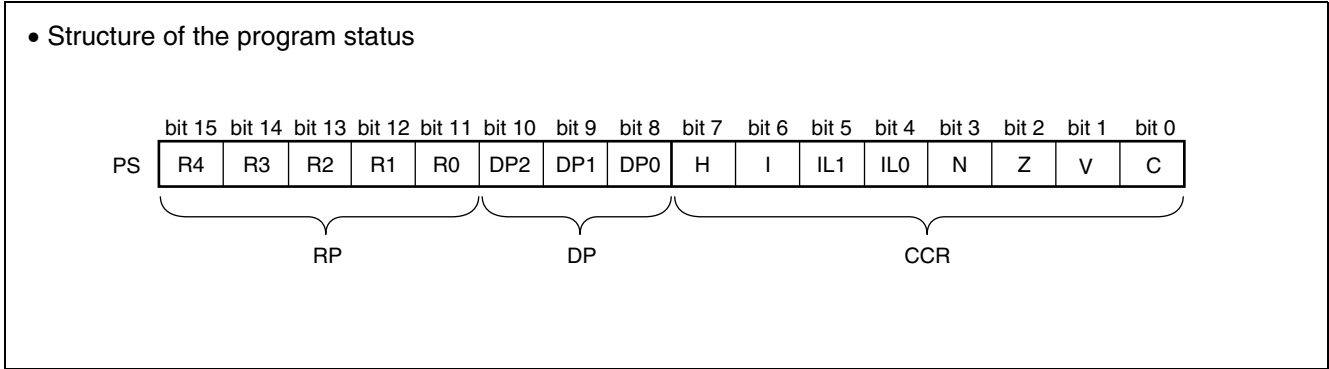 • Structure of the program status
bit 15 bit 14 bit 13 bit 12 bit 11 bit 10 bit 9 bit 8 bit 7 bit 6 bit 5 bit 4 bit 3 bit 2 bit 1 bit 0
PS R4 R3 R2 R1 R0 DP2 DP1 DP0 H I IL1 IL0 N Z V C
RP DP CCR